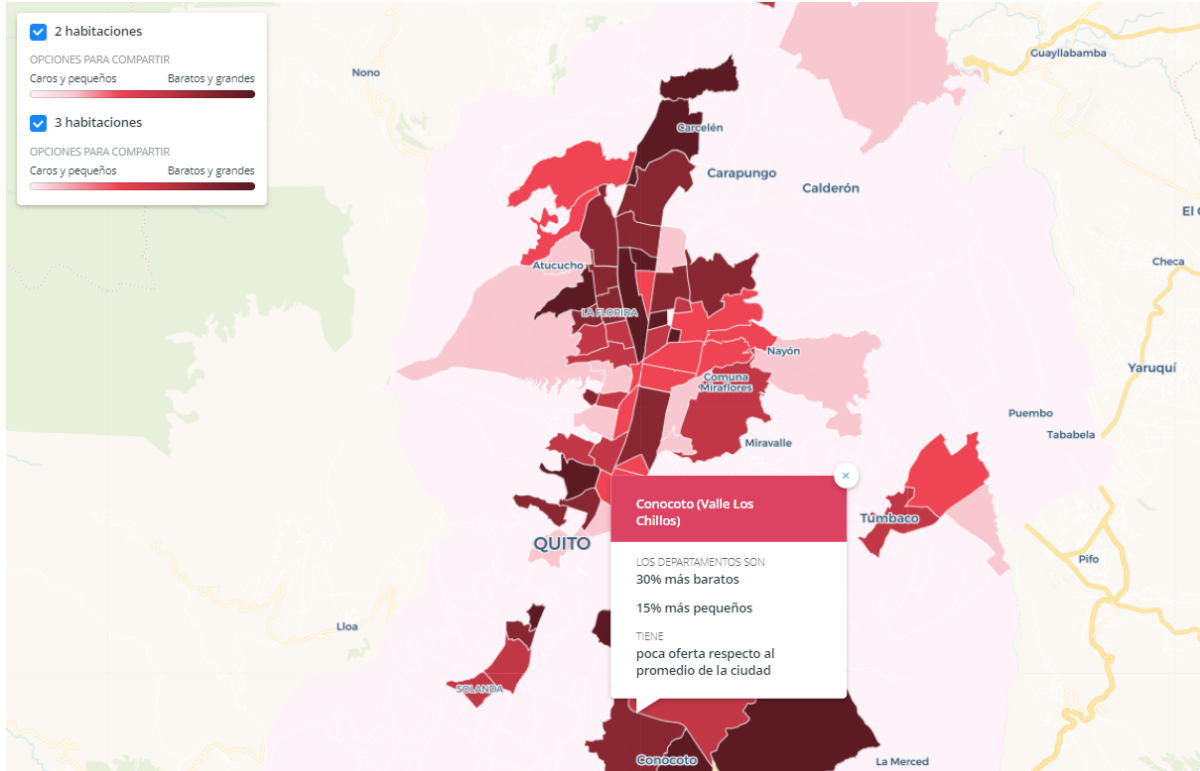 2 habitaciones
OPCIONES PARA COMPARTIR
Caros y pequeños
Baratos y grandes
3 habitaciones
OPCIONES PARA COMPARTIR
Caros y pequeños
Baratos y grandes
Guayllabamba
Nono
Carcelén
Carapungo
Calderón
El
Checa
Atucucho
LA FLORIDA
Nayón
Comuna
Miraflores
Yaruquí
Puembo
Tababela
Miravalle
Conocoto (Valle Los
Chillos)
×
Tumbaco
QUITO
LOS DEPARTAMENTOS SON
30% más baratos
15% más pequeños
TIENE
poca oferta respecto al
promedio de la ciudad
Pifo
Lloa
SOLANDA
Conocoto
La Merced